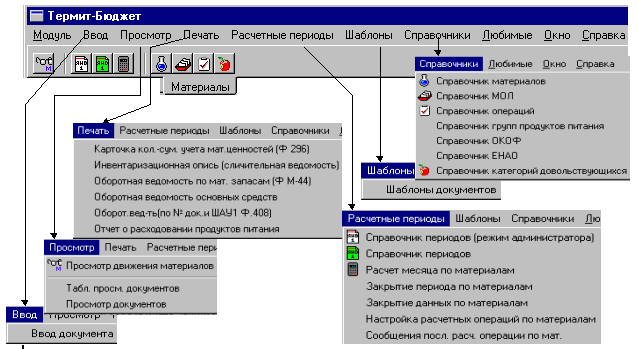 Термит-Бюджет
Модуль Ввод Просмотр Печать Расчетные периоды Шаблоны Справочники Любимые Окно Справка
Материалы
Справочники Любимые Окно Справка
Справочник материалов
Справочник МОЛ
Справочник операций
Справочник групп продуктов питания
Справочник ОКОФ
Справочник ЕНАО
Справочник категорий довольствующихся
Печать Расчетные периоды Шаблоны Справочники
Карточка кол-сум. учета мат.ценностей (Ф 296)
Инвентаризационная опись (сличительная ведомость)
Оборотная ведомость по мат. запасам (Ф М-44)
Оборотная ведомость основных средств
Оборот.вед-ть(по № док.и ШАУ1 Ф.408)
Отчет о расходовании продуктов питания
Шаблоны
Шаблоны документов
Расчетные периоды Шаблоны Справочники Лю
Справочник периодов (режим администратора)
Справочник периодов
Расчет месяца по материалам
Закрытие периода по материалам
Закрытие данных по материалам
Настройка расчетных операций по материалам
Сообщения посл. расч. операции по мат.
Просмотр Печать Расчетные пери
Просмотр движения материалов
Табл. просм. документов
Просмотр документов
Ввод Просмотр
Ввод документа